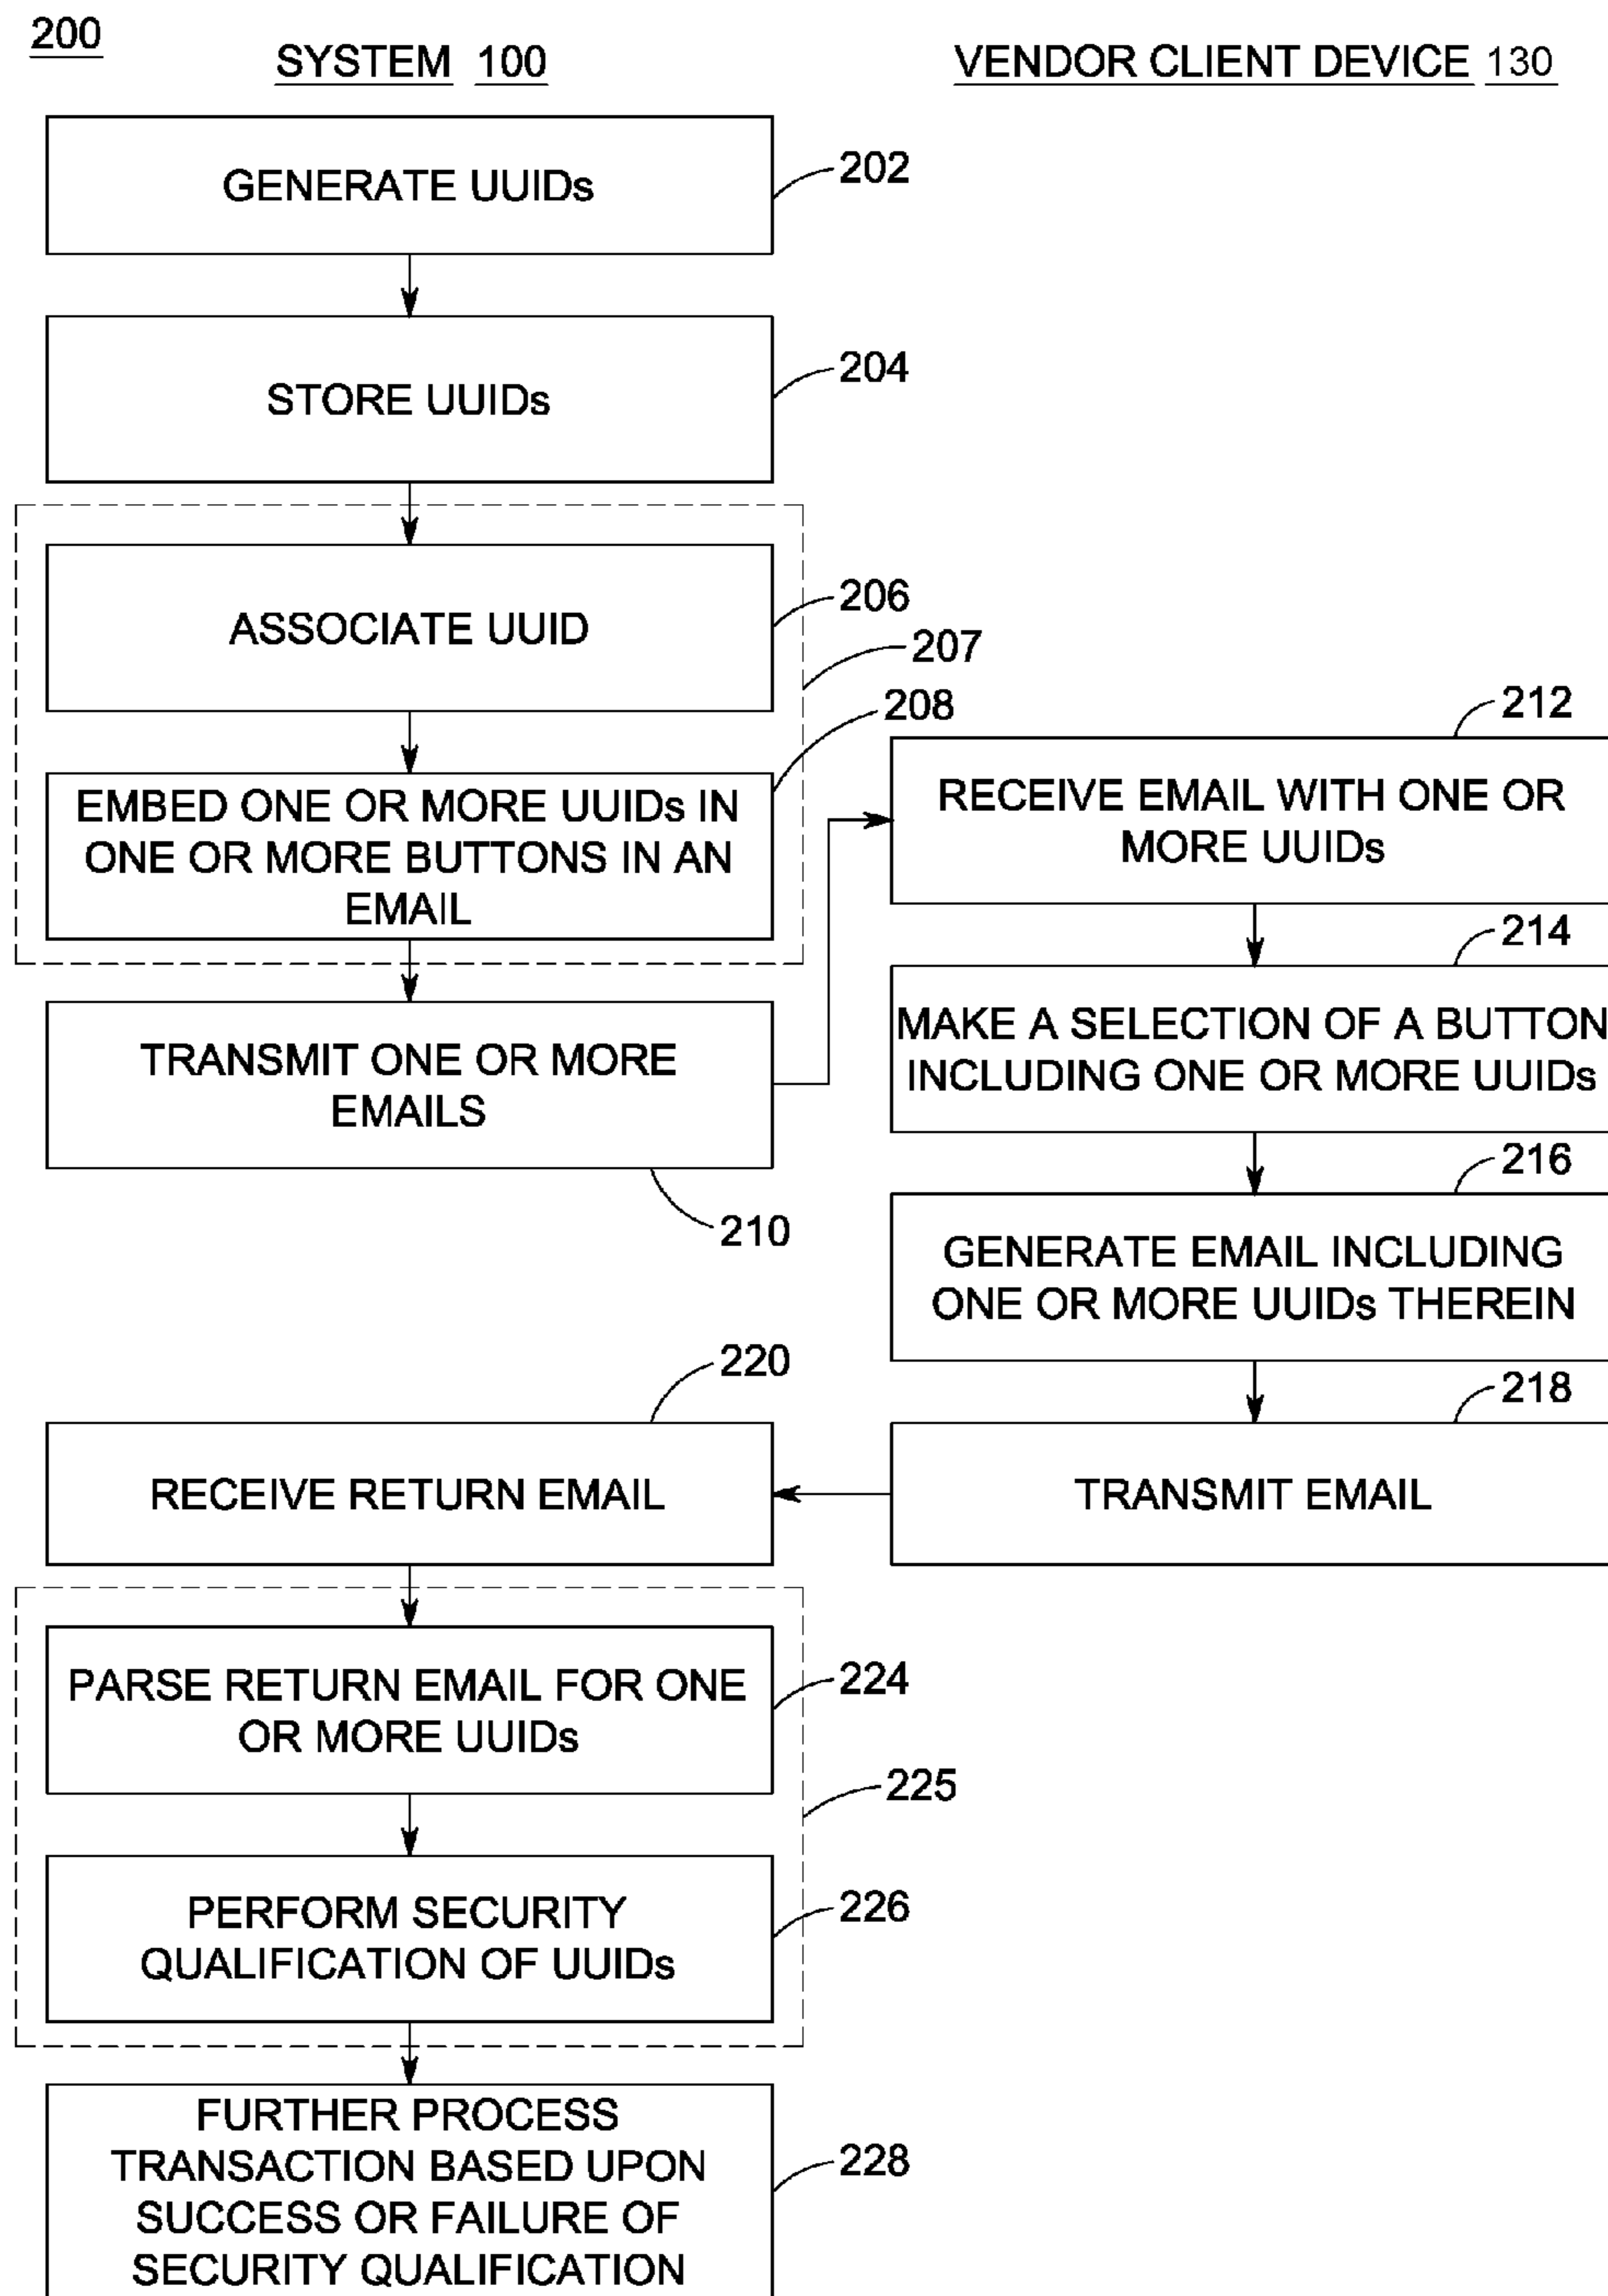 200
SYSTEM 100
VENDOR CLIENT DEVICE 130
GENERATE UUIDs
202
STORE UUIDs
204
ASSOCIATE UUID
206
207
EMBED ONE OR MORE UUIDs IN
ONE OR MORE BUTTONS IN AN
EMAIL
208
TRANSMIT ONE OR MORE
EMAILS
210
212
RECEIVE EMAIL WITH ONE OR
MORE UUIDs
214
MAKE A SELECTION OF A BUTTON
INCLUDING ONE OR MORE UUIDs
216
GENERATE EMAIL INCLUDING
ONE OR MORE UUIDs THEREIN
218
TRANSMIT EMAIL
220
RECEIVE RETURN EMAIL
PARSE RETURN EMAIL FOR ONE
OR MORE UUIDs
224
225
PERFORM SECURITY
QUALIFICATION OF UUIDs
226
FURTHER PROCESS
TRANSACTION BASED UPON
SUCCESS OR FAILURE OF
SECURITY QUALIFICATION
228